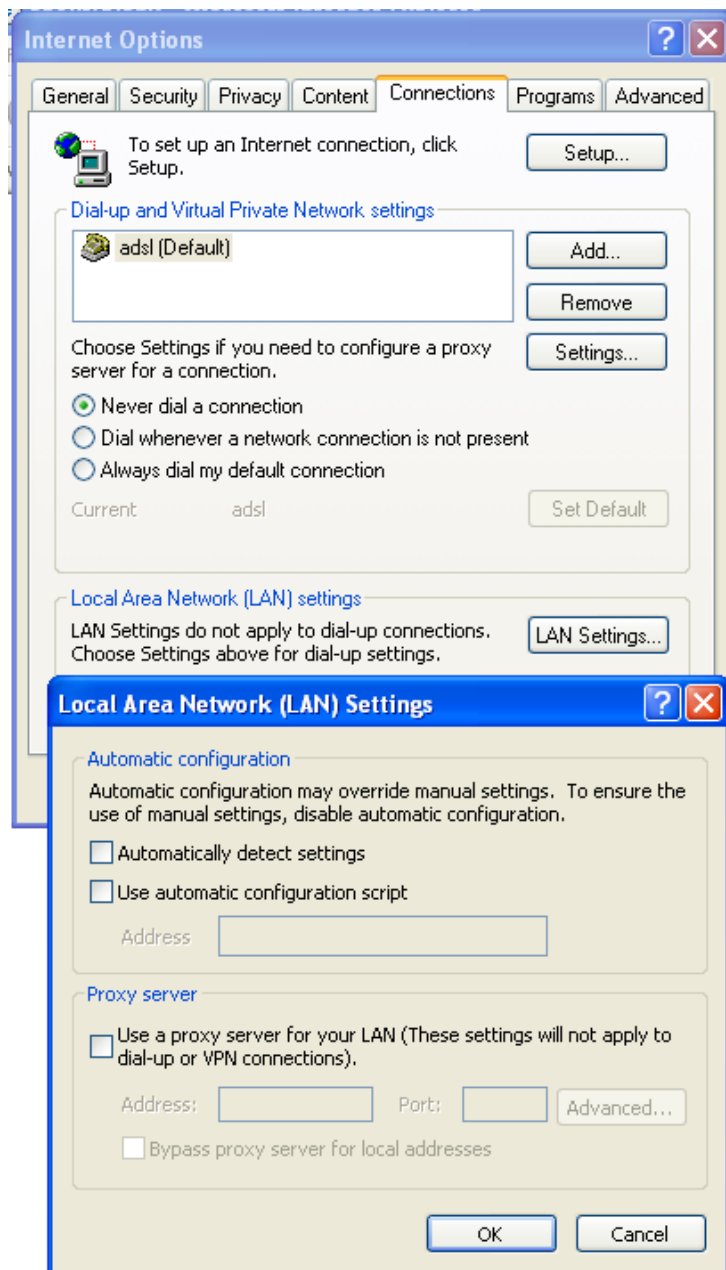 Internet Options
General Security Privacy Content Connections Programs Advanced
To set up an Internet connection, click
Setup.
Setup...
Dial-up and Virtual Private Network settings
adsl (Default)
Add...
Remove
Choose Settings if you need to configure a proxy
server for a connection.
Settings...
Never dial a connection
Dial whenever a network connection is not present
Always dial my default connection
Current adsl Set Default
Local Area Network (LAN) settings
LAN Settings do not apply to dial-up connections.
Choose Settings above for dial-up settings.
LAN Settings...
Local Area Network (LAN) Settings
Automatic configuration
Automatic configuration may override manual settings. To ensure the
use of manual settings, disable automatic configuration.
Automatically detect settings
Use automatic configuration script
Address
Proxy server
Use a proxy server for your LAN (These settings will not apply to
dial-up or VPN connections).
Address: Port: Advanced...
Bypass proxy server for local addresses
OK Cancel